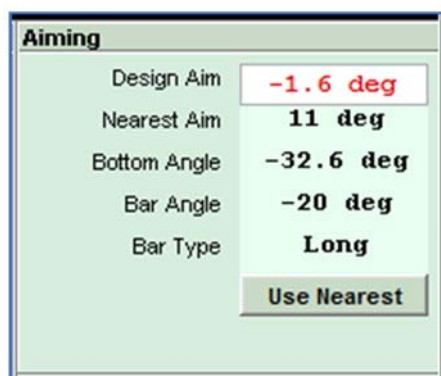 Aiming
Design Aim -1.6 deg
Nearest Aim 11 deg
Bottom Angle -32.6 deg
Bar Angle -20 deg
Bar Type Long
Use Nearest